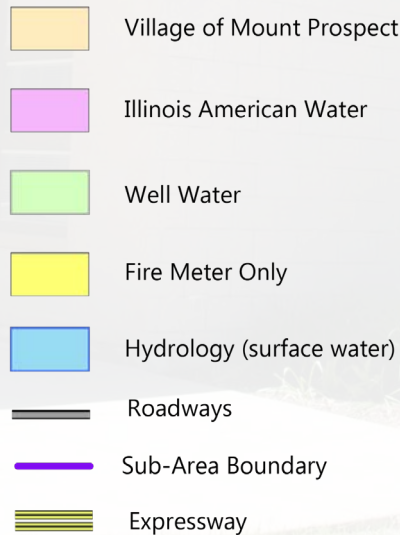 Village of Mount Prospect
Illinois American Water
Well Water
Fire Meter Only
Hydrology (surface water)
Roadways
Sub-Area Boundary
Expressway